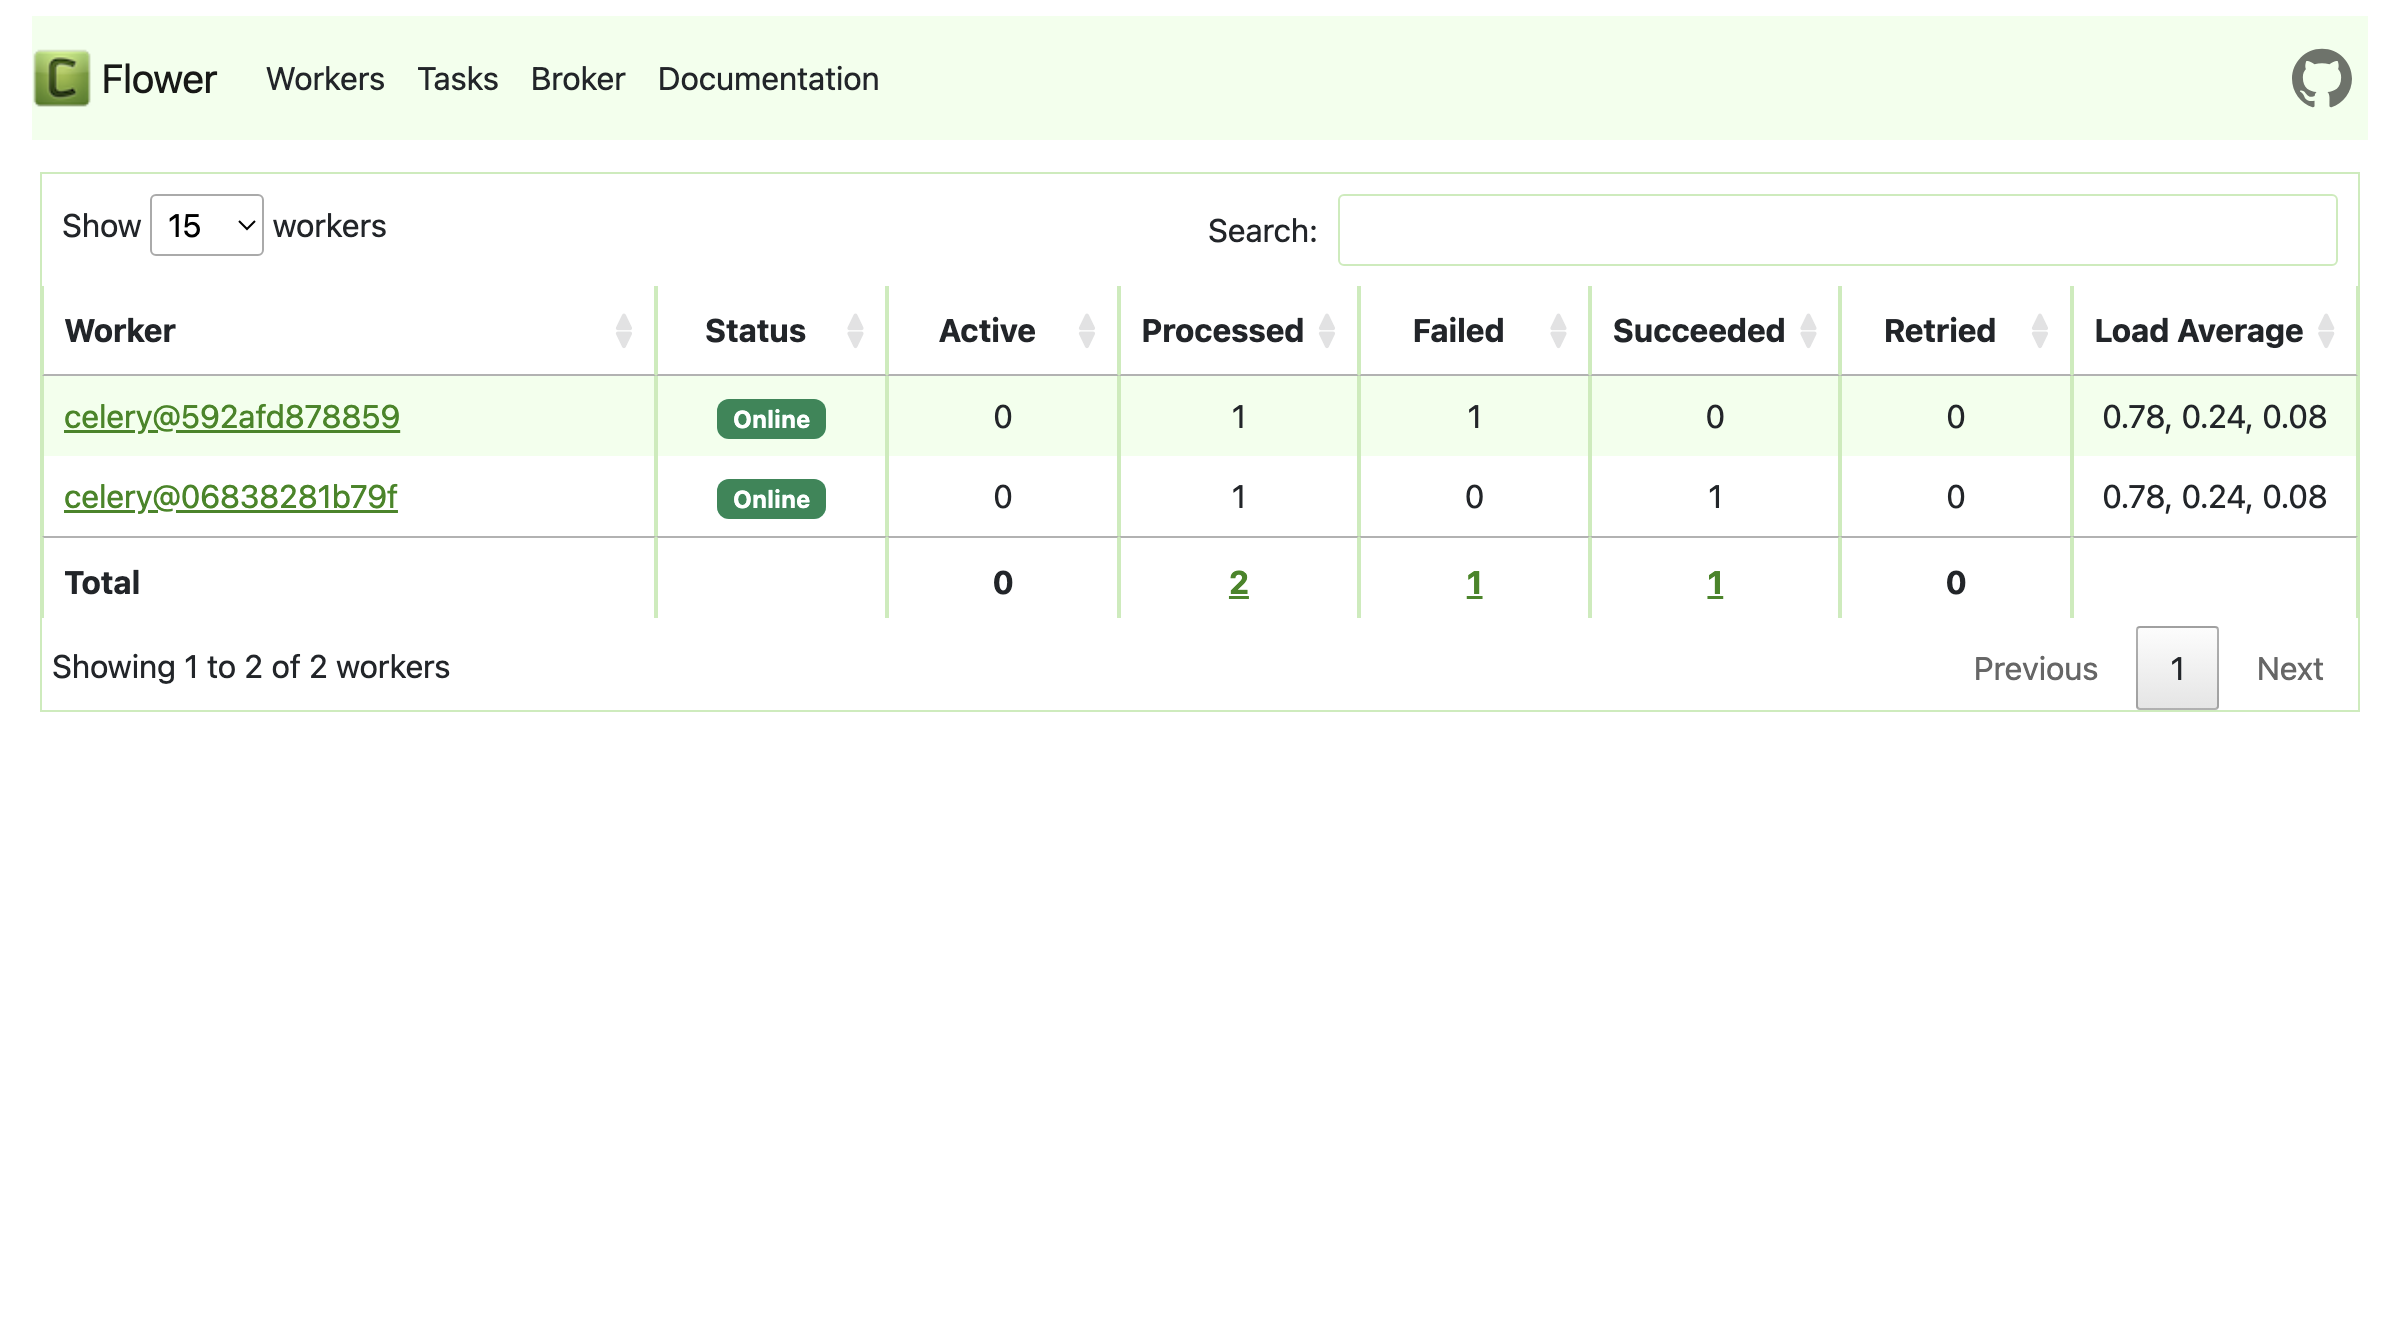 Flower Workers Tasks Broker Documentation
Show 15 workers Search:
Worker Status Active Processed Failed Succeeded Retried Load Average
celery@592afd878859 Online 0 1 1 0 0 0.78, 0.24, 0.08
celery@06838281b79f Online 0 1 0 1 0 0.78, 0.24, 0.08
Total 0 2 1 1 0
Showing 1 to 2 of 2 workers Previous 1 Next